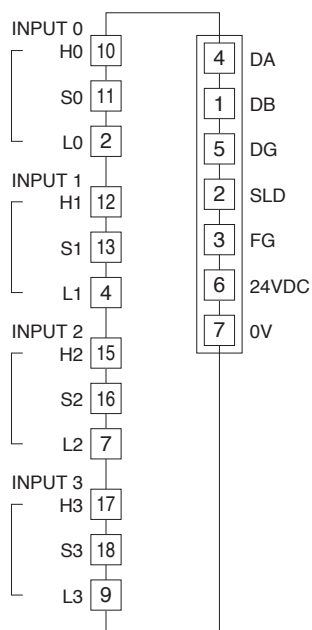 INPUT 0
H0 10
S0 11
L0 2
INPUT 1
H1 12
S1 13
L1 4
INPUT 2
H2 15
S2 16
L2 7
INPUT 3
H3 17
S3 18
L3 9
4 DA
1 DB
5 DG
2 SLD
3 FG
6 24VDC
7 0V